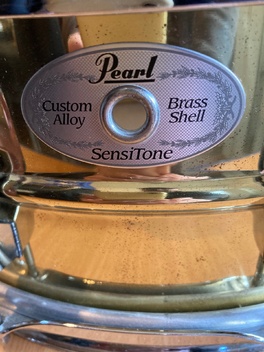 Pearl
Custom Brass
Alloy Shell
SensiTone